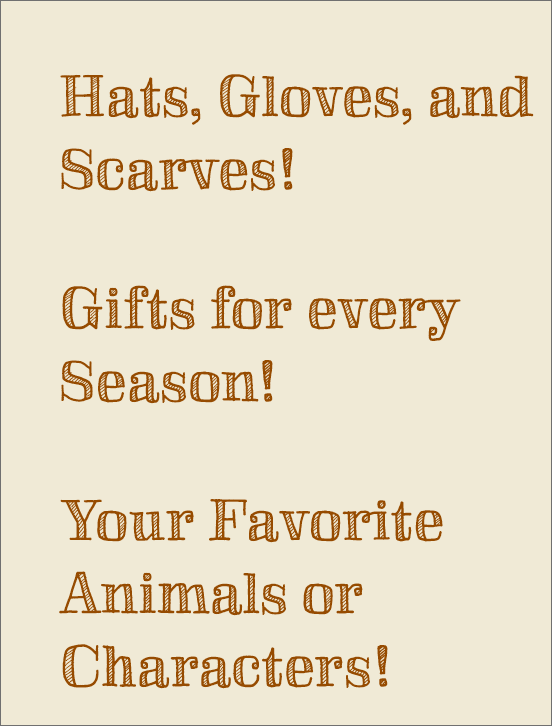 Hats, Gloves, and
Scarves!
Gifts for every
Season!
Your Favorite
Animals or
Characters!